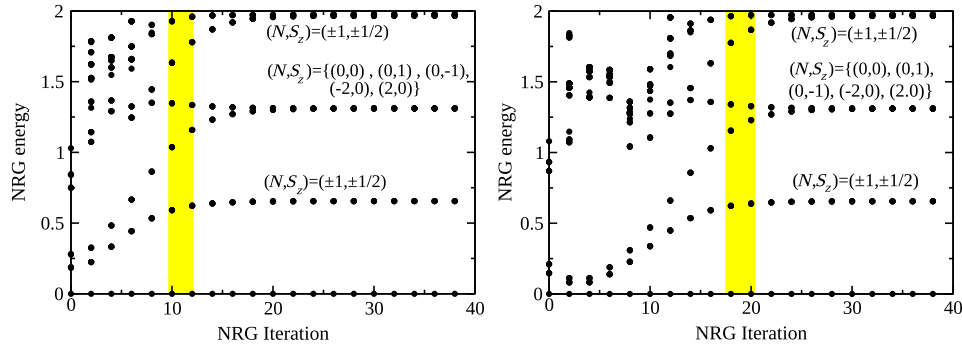 2
1.5
1
0.5
0
0
10
20
30
40
NRG energy
NRG Iteration
(N,Sz)=(±1,±1/2)
(N,Sz)={(0,0) , (0,1) , (0,-1),
(-2,0), (2,0)}
(N,Sz)=(±1,±1/2)
2
1.5
1
0.5
0
0
10
20
30
40
NRG energy
NRG Iteration
(N,Sz)=(±1,±1/2)
(N,Sz)={(0,0), (0,1),
(0,-1), (-2,0), (2.0)}
(N,Sz)=(±1,±1/2)